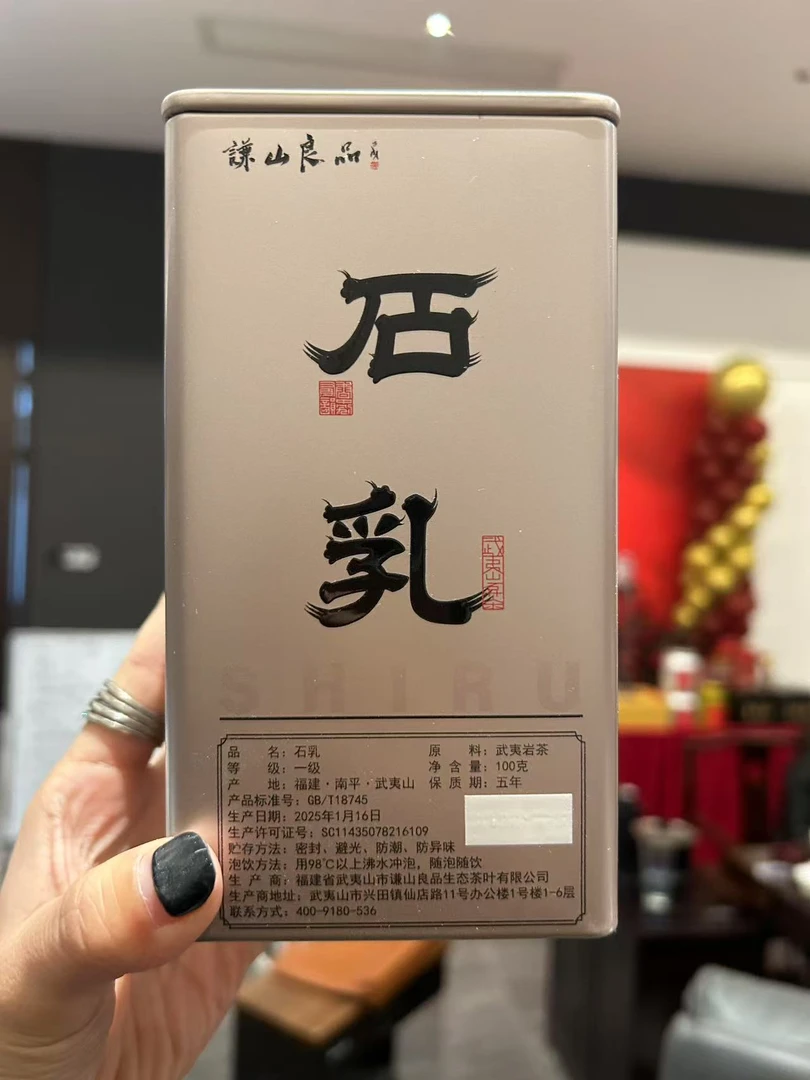 謙山良品
石
乳
武夷山
SHIRU
品 名：石乳 原 料：武夷岩茶
等 级：一级 净 含 量：100克
产 地：福建·南平·武夷山 保 质 期：五年
产品标准号：GB/T18745
生产日期：2025年1月16日
生产许可证号：SC11435078216109
贮存方法：密封、避光、防潮、防异味
泡饮方法：用98℃以上沸水冲泡，随泡随饮
生 产 商：福建省武夷山市谦山良品生态茶叶有限公司
生产商地址：武夷山市兴田镇仙店路11号办公楼1号楼1-6层
联系方式：400-9180-536